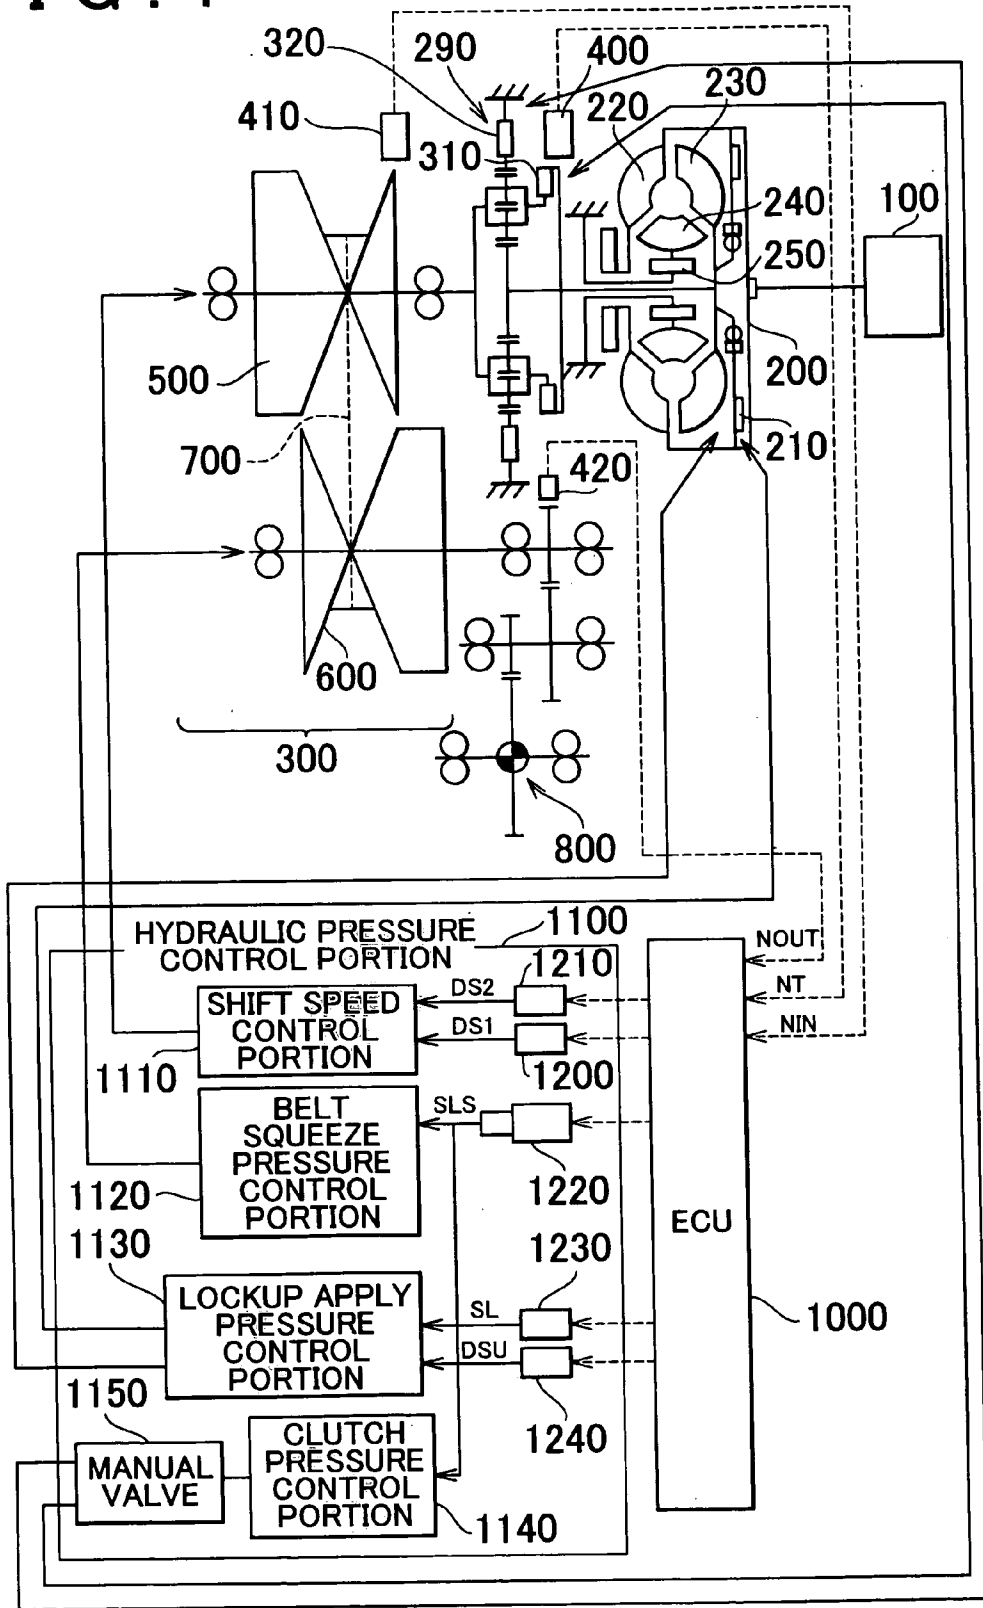 320
290
400
230
220
410
310
240
100
250
500
200
700
210
420
600
300
800
1100
HYDRAULIC PRESSURE
CONTROL PORTION
NOUT
1210
NT
DS2
SHIFT SPEED
CONTROL
PORTION
DS1
NIN
1110
1200
BELT
SQUEEZE
PRESSURE
CONTROL
PORTION
SLS
1120
1220
ECU
1130
1230
LOCKUP APPLY
PRESSURE
CONTROL
PORTION
SL
1000
DSU
1150
1240
CLUTCH
PRESSURE
CONTROL
PORTION
MANUAL
VALVE
1140